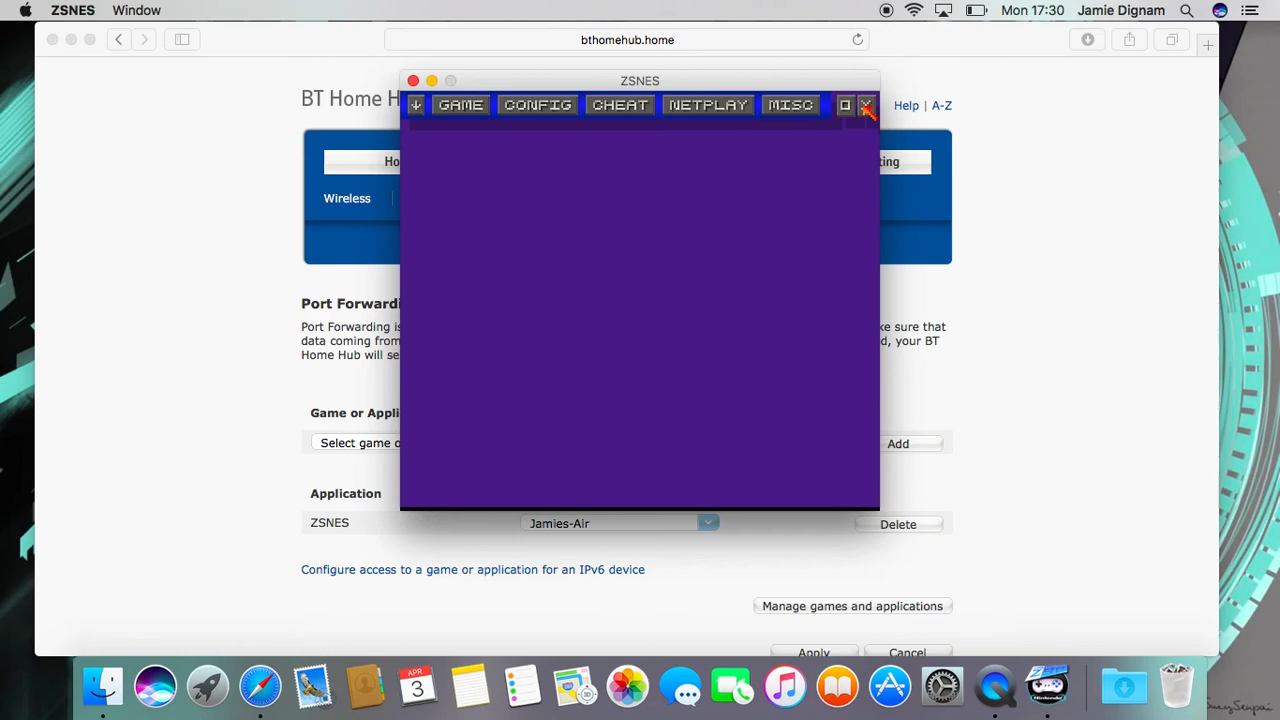 ZSNES Window Mon 17:30 Jamie Dignam
bthomehub.home
BT Home H
ZSNES
GAME CONFIG CHEAT NETPLAY MISC
Help | A-Z
Ho
ting
Wireless
Port Forwardi
Port Forwarding is
ke sure that
data coming from
d, your BT
Home Hub will se
Game or Appli
Select game o
Add
Application
ZSNES Jamies-Air Delete
Configure access to a game or application for an IPv6 device
Manage games and applications
Apply Cancel
APR
3